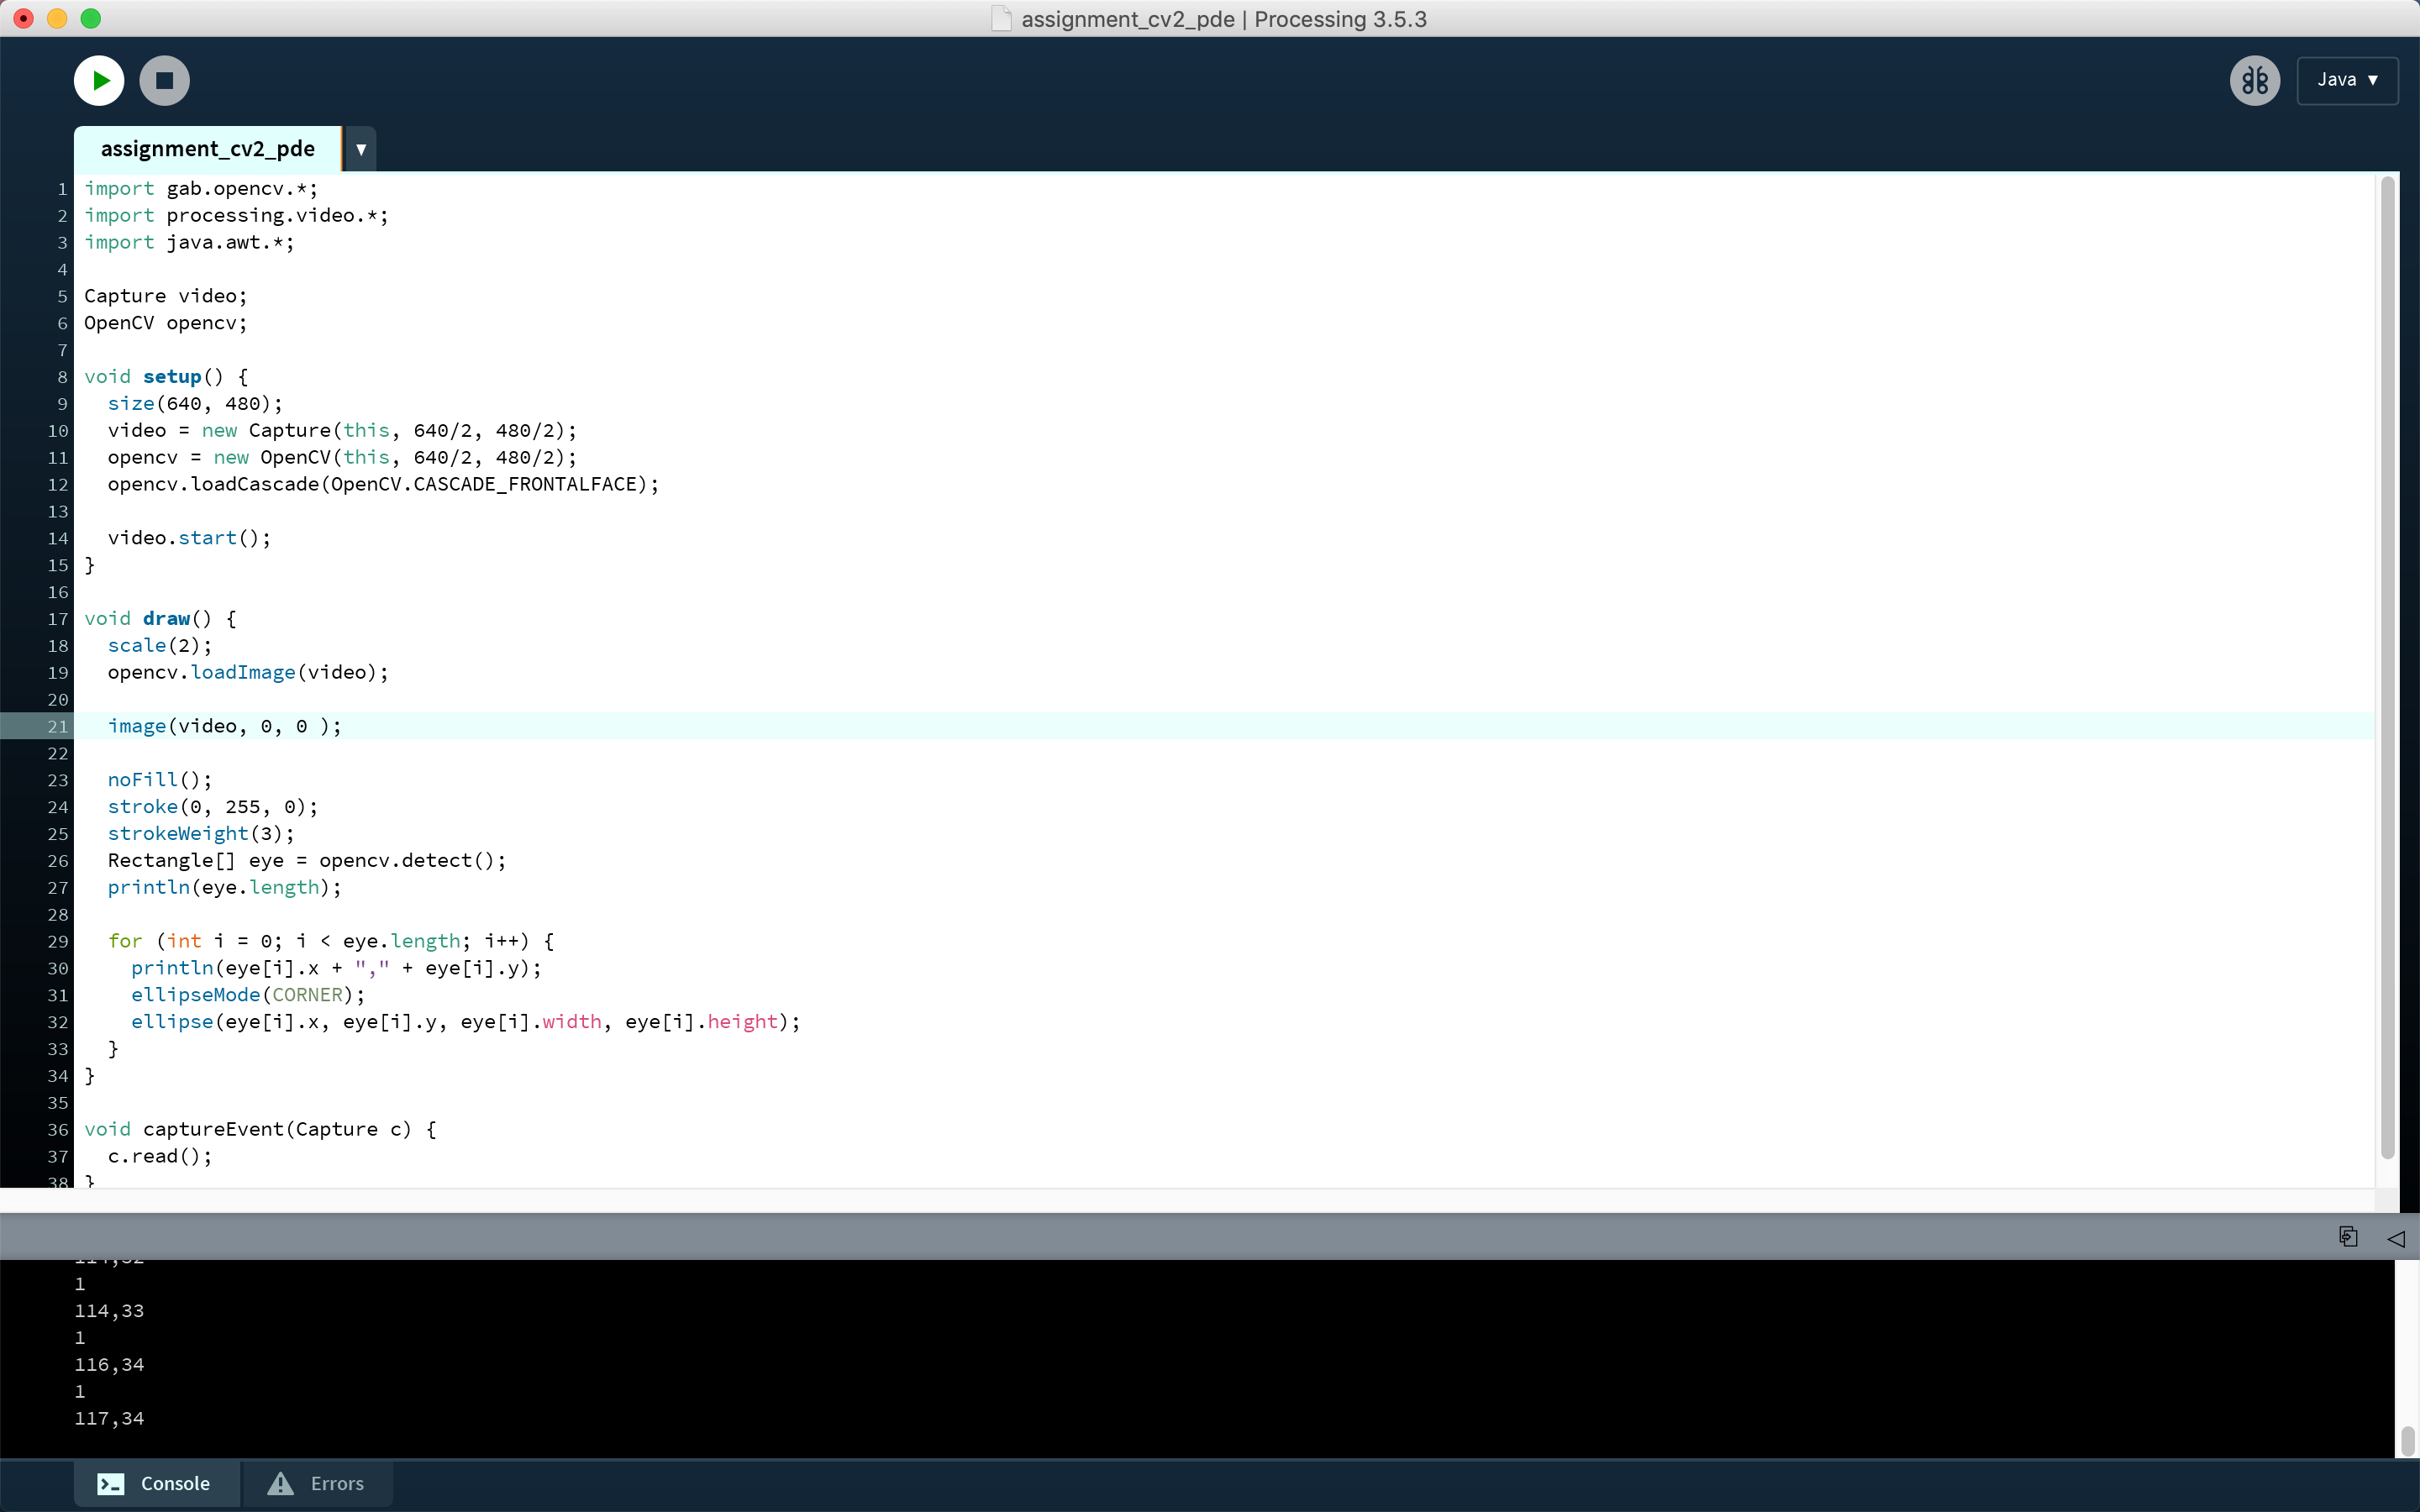 assignment_cv2_pde | Processing 3.5.3
Java ▼
assignment_cv2_pde ▼
1 import gab.opencv.*;
2 import processing.video.*;
3 import java.awt.*;
4
5 Capture video;
6 OpenCV opencv;
7
8 void setup() {
9   size(640, 480);
10   video = new Capture(this, 640/2, 480/2);
11   opencv = new OpenCV(this, 640/2, 480/2);
12   opencv.loadCascade(OpenCV.CASCADE_FRONTALFACE);
13
14   video.start();
15 }
16
17 void draw() {
18   scale(2);
19   opencv.loadImage(video);
20
21   image(video, 0, 0 );
22
23   noFill();
24   stroke(0, 255, 0);
25   strokeWeight(3);
26   Rectangle[] eye = opencv.detect();
27   println(eye.length);
28
29   for (int i = 0; i < eye.length; i++) {
30     println(eye[i].x + "," + eye[i].y);
31     ellipseMode(CORNER);
32     ellipse(eye[i].x, eye[i].y, eye[i].width, eye[i].height);
33   }
34 }
35
36 void captureEvent(Capture c) {
37   c.read();
38 }
1
114,33
1
116,34
1
117,34
Console
Errors